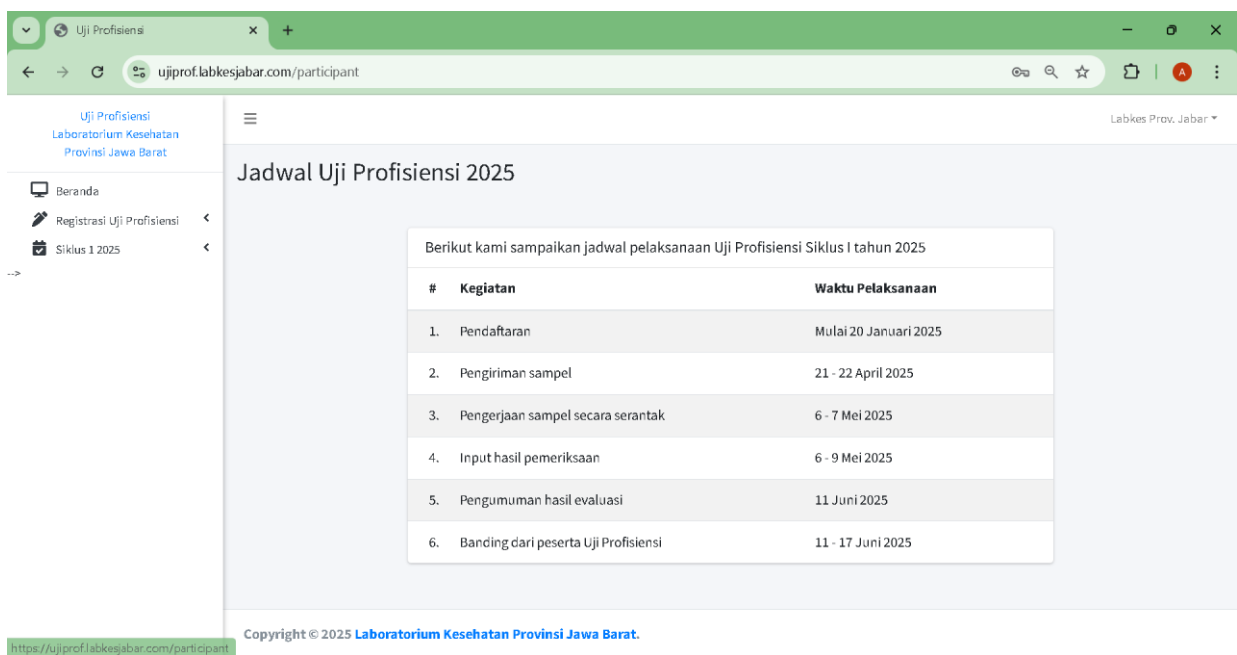 Uji Profisiensi
ujiprof.labkesjabar.com/participant
A
Uji Profisiensi
Laboratorium Kesehatan
Provinsi Jawa Barat
Labkes Prov. Jabar
Beranda
Registrasi Uji Profisiensi
Siklus 1 2025
-->
Jadwal Uji Profisiensi 2025
Berikut kami sampaikan jadwal pelaksanaan Uji Profisiensi Siklus I tahun 2025
# Kegiatan Waktu Pelaksanaan
1. Pendaftaran Mulai 20 Januari 2025
2. Pengiriman sampel 21 - 22 April 2025
3. Pengerjaan sampel secara serantak 6 - 7 Mei 2025
4. Input hasil pemeriksaan 6 - 9 Mei 2025
5. Pengumuman hasil evaluasi 11 Juni 2025
6. Banding dari peserta Uji Profisiensi 11 - 17 Juni 2025
Copyright © 2025 Laboratorium Kesehatan Provinsi Jawa Barat.
https://ujiprof.labkesjabar.com/participant